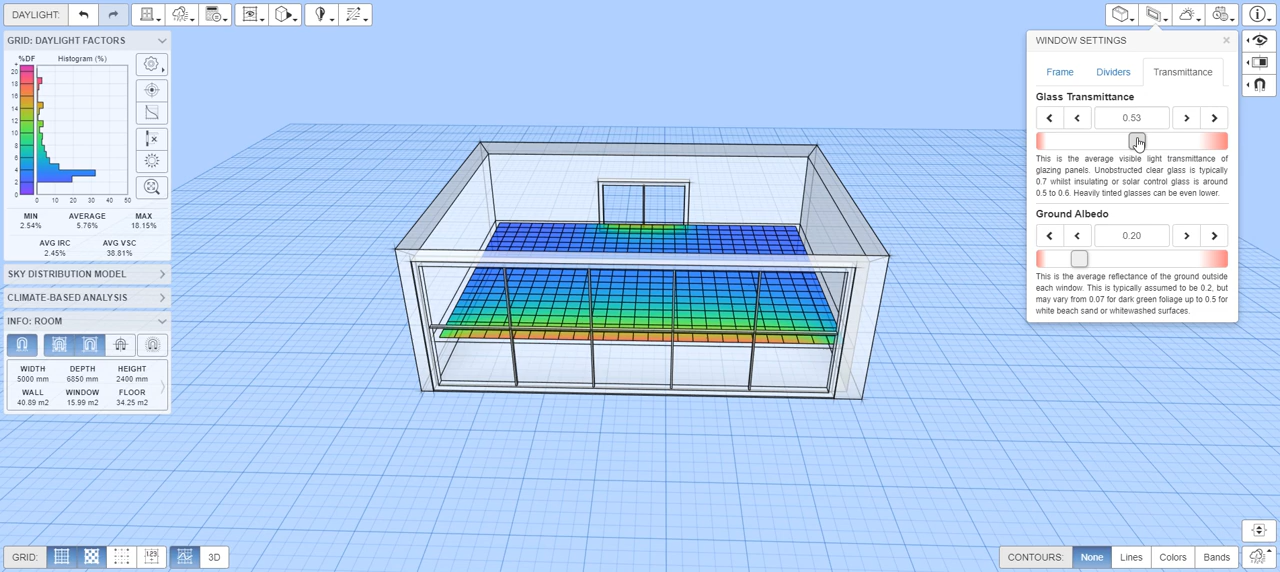 DAYLIGHT:
GRID: DAYLIGHT FACTORS
%DF
Histogram (%)
20
18
16
14
12
10
8
6
4
2
0
0 10 20 30 40 50
MIN AVERAGE MAX
2.54% 5.76% 18.15%
AVG IRC AVG VSC
2.45% 38.81%
SKY DISTRIBUTION MODEL
CLIMATE-BASED ANALYSIS
INFO: ROOM
WIDTH DEPTH HEIGHT
5000 mm 6850 mm 2400 mm
WALL WINDOW FLOOR
40.89 m2 15.99 m2 34.25 m2
WINDOW SETTINGS
Frame Dividers Transmittance
Glass Transmittance
0.53
This is the average visible light transmittance of
glazing panels. Unobstructed clear glass is typically
0.7 whilst insulating or solar control glass is around
0.5 to 0.6. Heavily tinted glasses can be even lower.
Ground Albedo
0.20
This is the average reflectance of the ground outside
each window. This is typically assumed to be 0.2, but
may vary from 0.07 for dark green foliage up to 0.5 for
white beach sand or whitewashed surfaces.
GRID: 123 3D
CONTOURS: None Lines Colors Bands